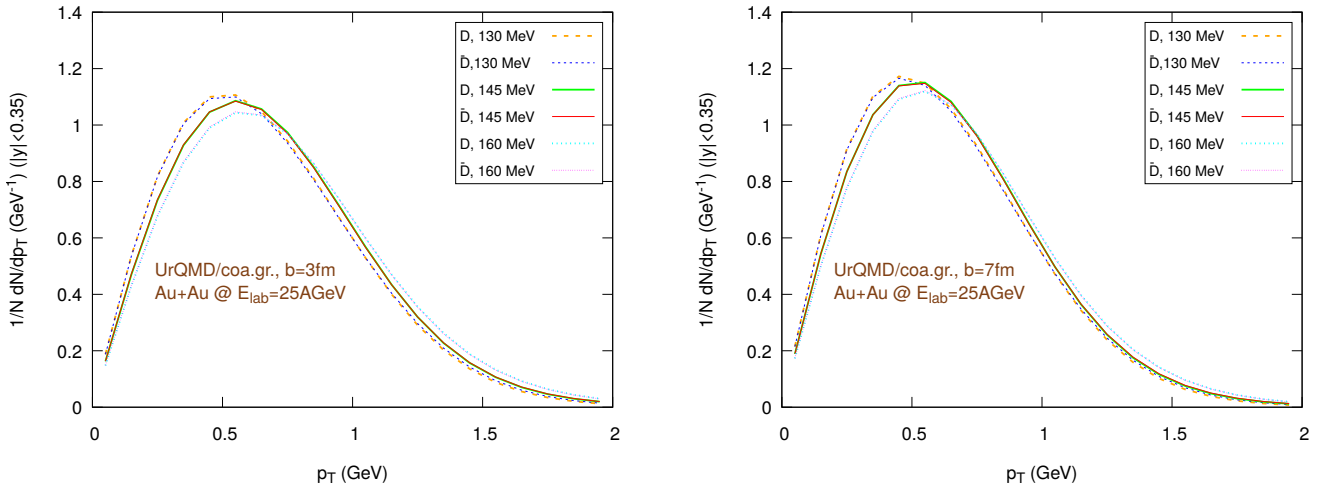 1/N dN/dp_T (GeV⁻¹) (|y|<0.35)
1.4
1.2
1
0.8
0.6
0.4
0.2
0
0
0.5
1
1.5
2
p_T (GeV)
D, 130 MeV
D̄,130 MeV
D, 145 MeV
D̄, 145 MeV
D, 160 MeV
D̄, 160 MeV
UrQMD/coa.gr., b=3fm
Au+Au @ E_lab=25AGeV
1/N dN/dp_T (GeV⁻¹) (|y|<0.35)
1.4
1.2
1
0.8
0.6
0.4
0.2
0
0
0.5
1
1.5
2
p_T (GeV)
D, 130 MeV
D̄,130 MeV
D, 145 MeV
D̄, 145 MeV
D, 160 MeV
D̄, 160 MeV
UrQMD/coa.gr., b=7fm
Au+Au @ E_lab=25AGeV